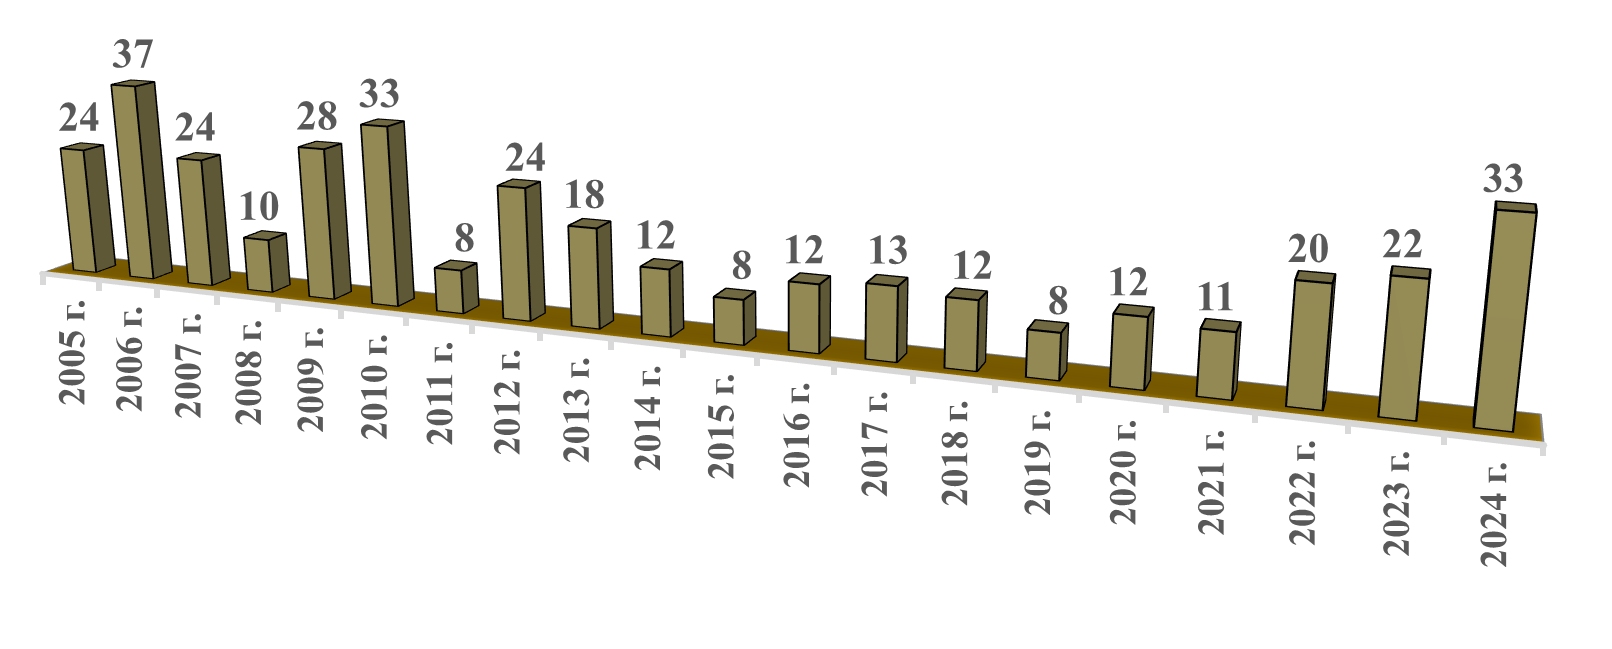 24
37
24
10
28
33
8
24
18
12
8
12
13
12
8
12
11
20
22
33
2005 г.
2006 г.
2007 г.
2008 г.
2009 г.
2010 г.
2011 г.
2012 г.
2013 г.
2014 г.
2015 г.
2016 г.
2017 г.
2018 г.
2019 г.
2020 г.
2021 г.
2022 г.
2023 г.
2024 г.